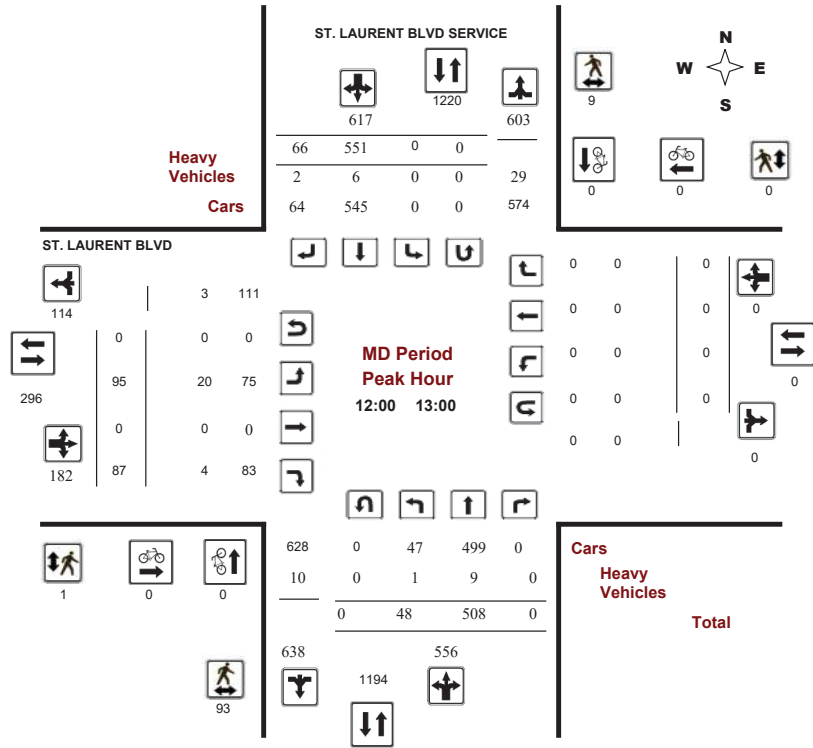 ST. LAURENT BLVD SERVICE
N
W E
S
1220
9
617 603
66 551 0 0
Heavy
Vehicles
2 6 0 0 29
Cars
64 545 0 0 574
0 0 0
ST. LAURENT BLVD
114
3 111
0 0 0
0 0 0
0
0 0 0
296
95 20 75
MD Period
Peak Hour
12:00 13:00
0 0 0
0
0 0 0
0 0 0
182
87 4 83
0 0
0
628 0 47 499 0
Cars
10 0 1 9 0
Heavy
Vehicles
1 0 0
0 48 508 0
Total
638 556
1194
93